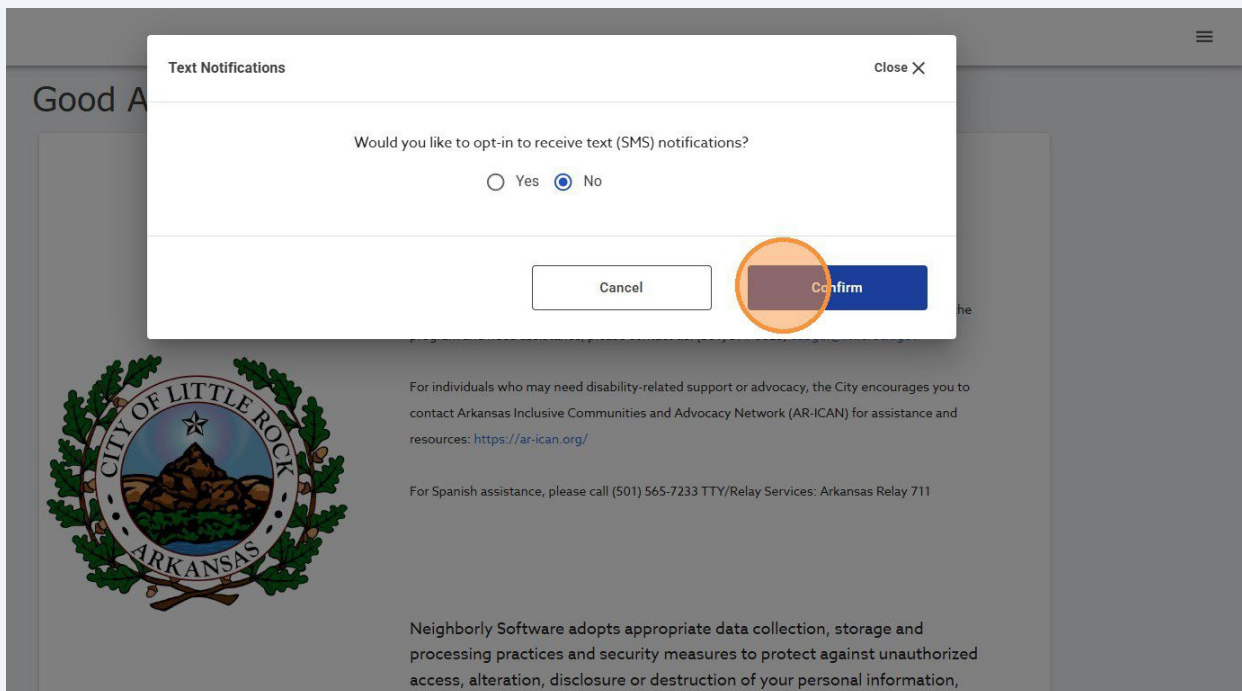 Text Notifications
Close
Good A
Would you like to opt-in to receive text (SMS) notifications?
Yes No
Cancel
Confirm
he
For individuals who may need disability-related support or advocacy, the City encourages you to
contact Arkansas Inclusive Communities and Advocacy Network (AR-ICAN) for assistance and
resources: https://ar-ican.org/
For Spanish assistance, please call (501) 565-7233 TTY/Relay Services: Arkansas Relay 711
CITY OF LITTLE ROCK
ARKANSAS
Neighborly Software adopts appropriate data collection, storage and
processing practices and security measures to protect against unauthorized
access, alteration, disclosure or destruction of your personal information,